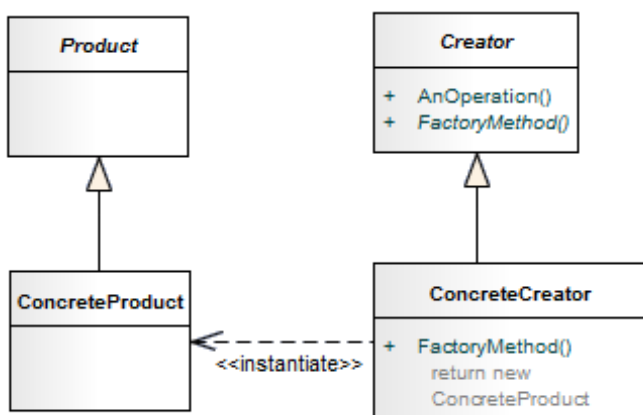 Product
Creator
+ AnOperation()
+ FactoryMethod()
ConcreteProduct
ConcreteCreator
+ FactoryMethod()
return new
ConcreteProduct
<<instantiate>>